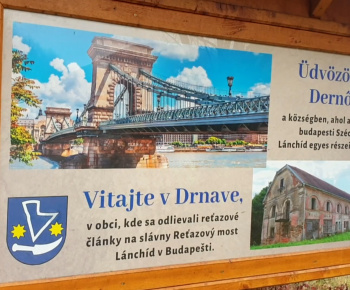 Üdvözö
Dernő
a községben, ahol a
budapesti Széc
Lánchíd egyes részei
Vitajte v Drnave,
v obci, kde sa odlievali reťazové
články na slávny Reťazový most
Lánchíd v Budapešti.